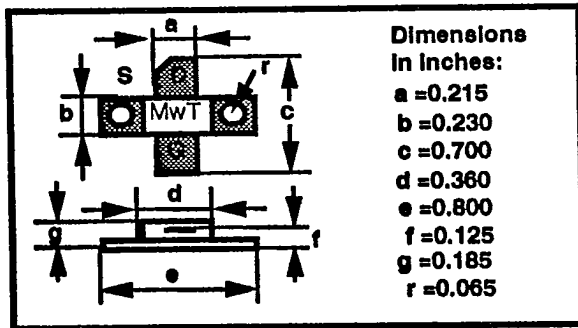 a
S
D
r
b
MwT
c
G
d
g
f
e
Dimensions
in inches:
a =0.215
b =0.230
c =0.700
d =0.360
e =0.800
f =0.125
g =0.185
r =0.065